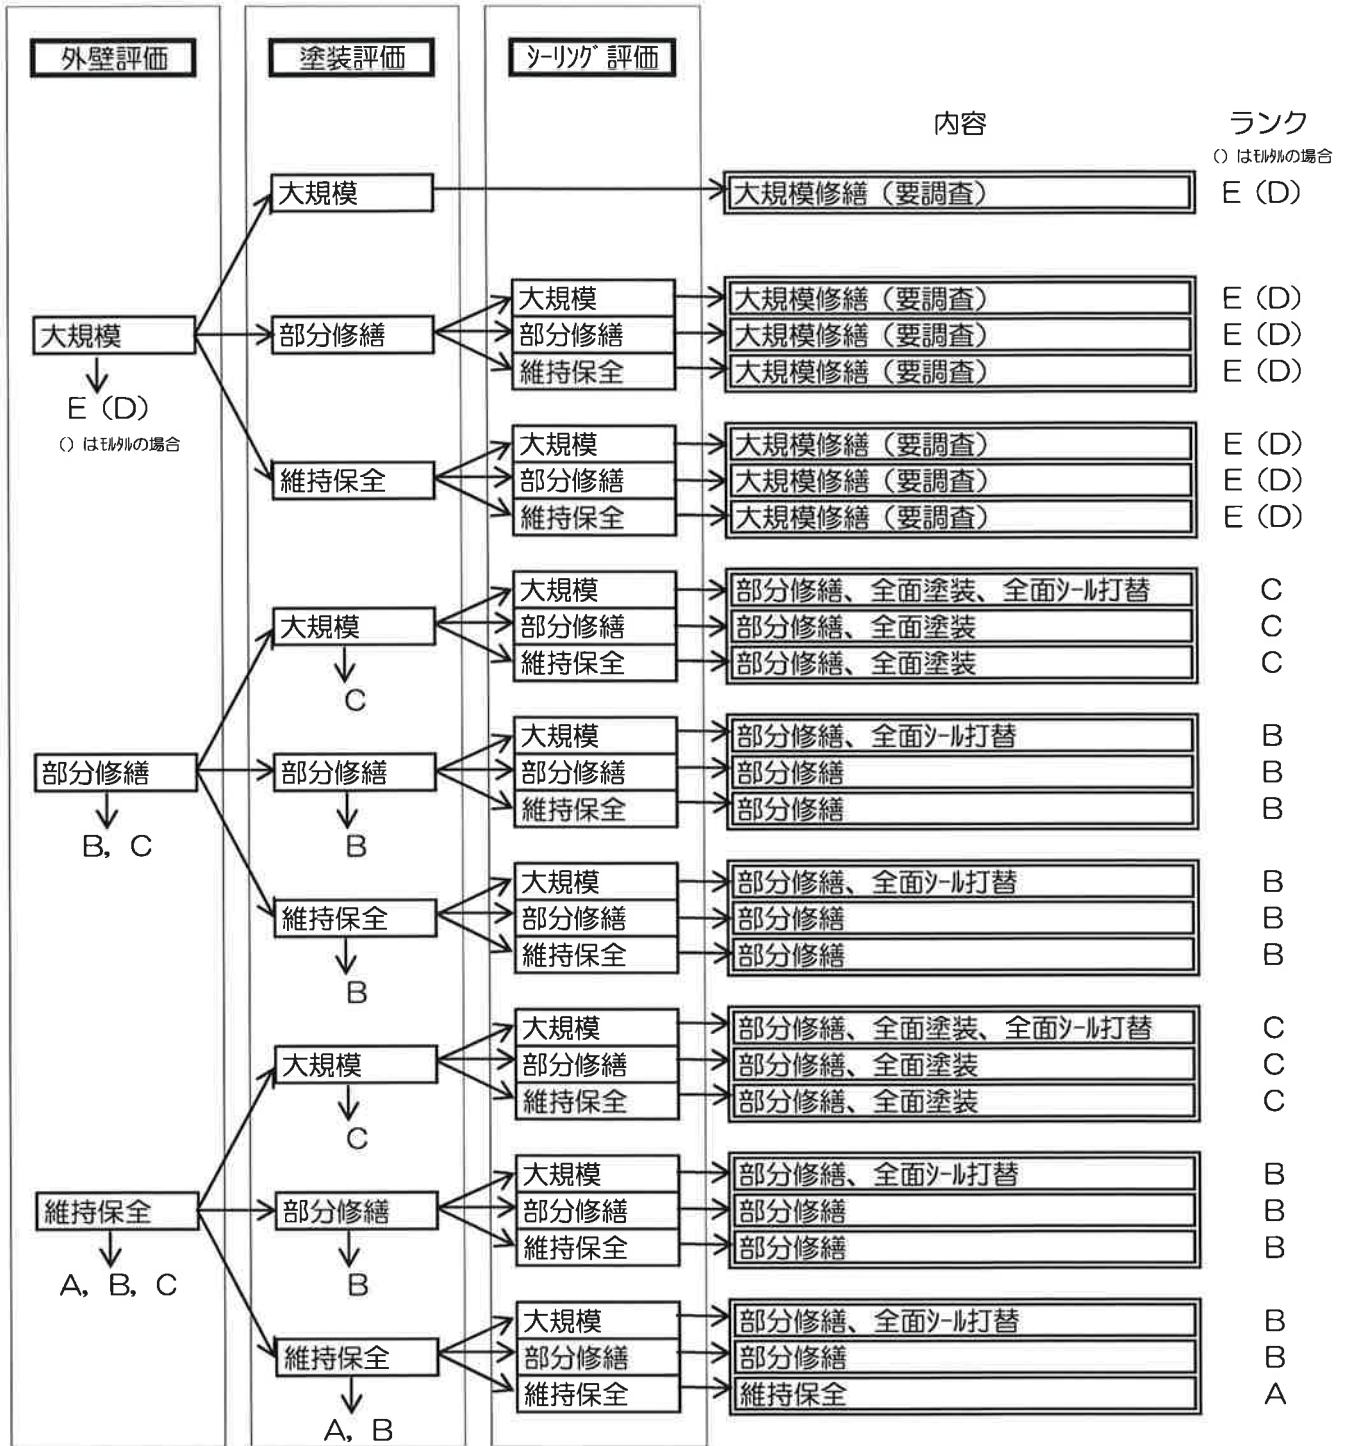 外壁評価 塗装評価 ｼｰﾘﾝｸﾞ評価
内容 ランク
() はﾓﾙﾀﾙの場合
大規模 大規模修繕（要調査） E（D）
大規模 大規模修繕（要調査） E（D）
大規模 部分修繕 部分修繕 大規模修繕（要調査） E（D）
維持保全 大規模修繕（要調査） E（D）
E（D）
() はﾓﾙﾀﾙの場合
大規模 大規模修繕（要調査） E（D）
維持保全 部分修繕 大規模修繕（要調査） E（D）
維持保全 大規模修繕（要調査） E（D）
大規模 部分修繕、全面塗装、全面ｼｰﾙ打替 C
大規模 部分修繕 部分修繕、全面塗装 C
維持保全 部分修繕、全面塗装 C
C
大規模 部分修繕、全面ｼｰﾙ打替 B
部分修繕 部分修繕 部分修繕 部分修繕 B
維持保全 部分修繕 B
B, C B
大規模 部分修繕、全面ｼｰﾙ打替 B
維持保全 部分修繕 部分修繕 B
維持保全 部分修繕 B
B
大規模 部分修繕、全面塗装、全面ｼｰﾙ打替 C
大規模 部分修繕 部分修繕、全面塗装 C
維持保全 部分修繕、全面塗装 C
C
大規模 部分修繕、全面ｼｰﾙ打替 B
維持保全 部分修繕 部分修繕 部分修繕 B
維持保全 部分修繕 B
A, B, C B
大規模 部分修繕、全面ｼｰﾙ打替 B
維持保全 部分修繕 部分修繕 B
維持保全 維持保全 A
A, B